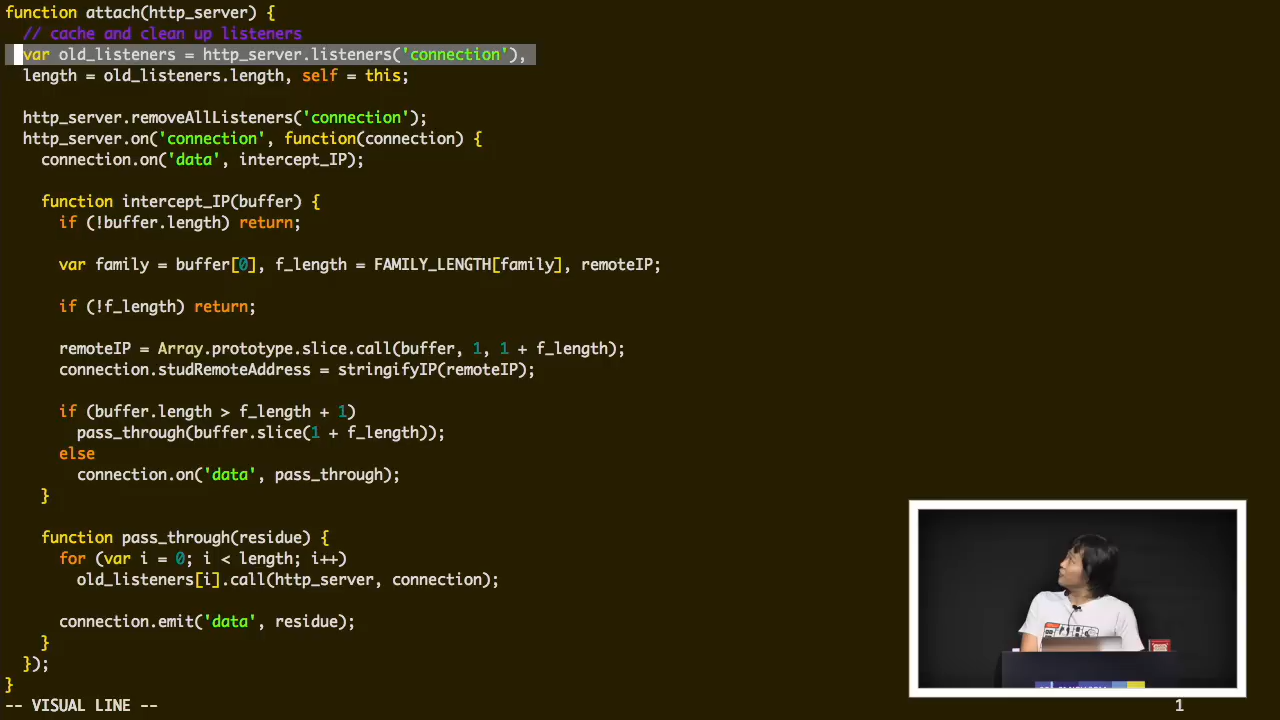 function attach(http_server) {
// cache and clean up listeners
var old_listeners = http_server.listeners('connection'),
length = old_listeners.length, self = this;
http_server.removeAllListeners('connection');
http_server.on('connection', function(connection) {
connection.on('data', intercept_IP);
function intercept_IP(buffer) {
if (!buffer.length) return;
var family = buffer[0], f_length = FAMILY_LENGTH[family], remoteIP;
if (!f_length) return;
remoteIP = Array.prototype.slice.call(buffer, 1, 1 + f_length);
connection.studRemoteAddress = stringifyIP(remoteIP);
if (buffer.length > f_length + 1)
pass_through(buffer.slice(1 + f_length));
else
connection.on('data', pass_through);
}
function pass_through(residue) {
for (var i = 0; i < length; i++)
old_listeners[i].call(http_server, connection);
connection.emit('data', residue);
}
});
}
-- VISUAL LINE -- 1